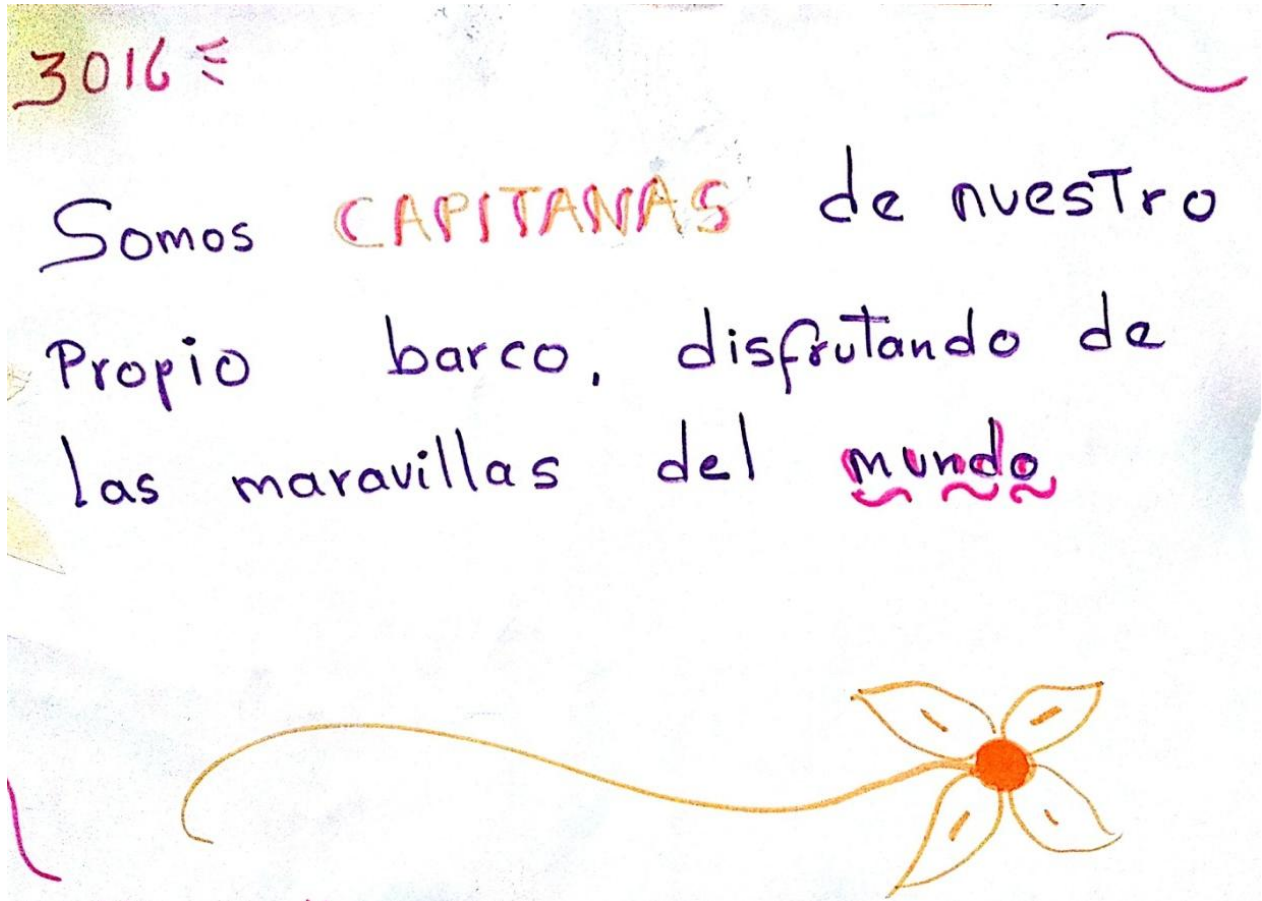 3016
Somos CAPITANAS de nuestro
Propio barco, disfrutando de
las maravillas del mundo